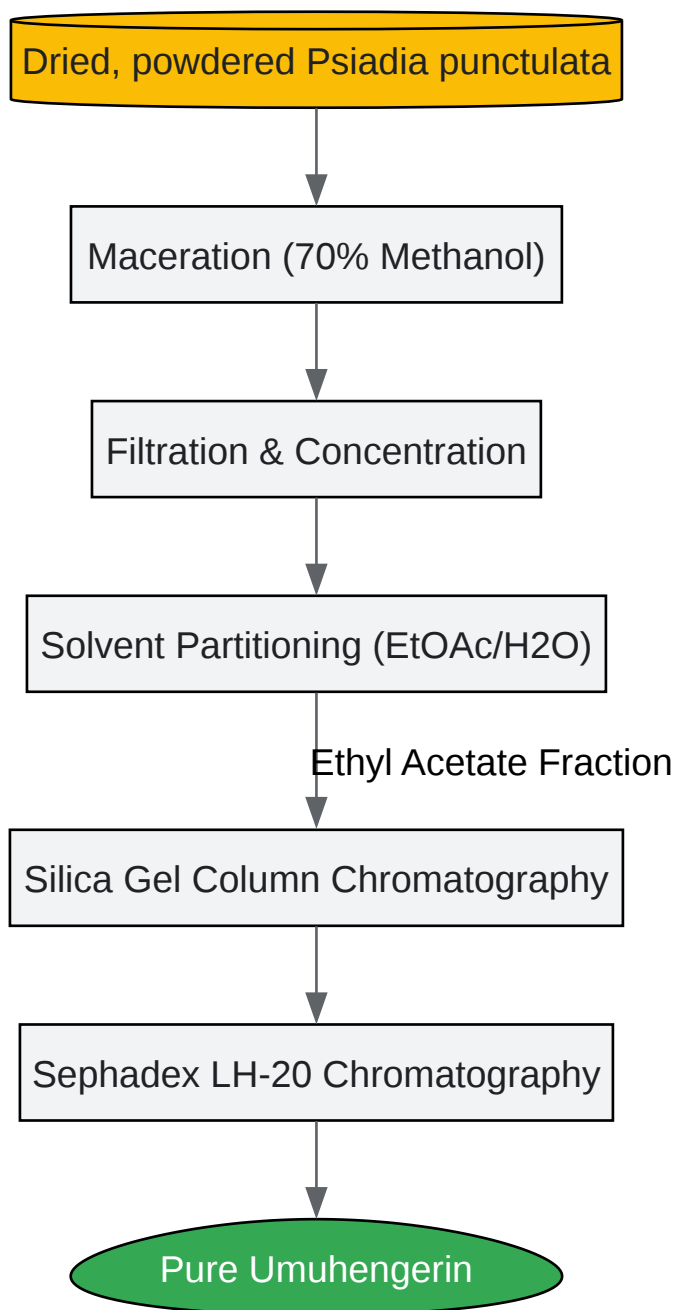 Dried, powdered Psiadia punctulata
Maceration (70% Methanol)
Filtration & Concentration
Solvent Partitioning (EtOAc/H2O)
Ethyl Acetate Fraction
Silica Gel Column Chromatography
Sephadex LH-20 Chromatography
Pure Umuhengerin